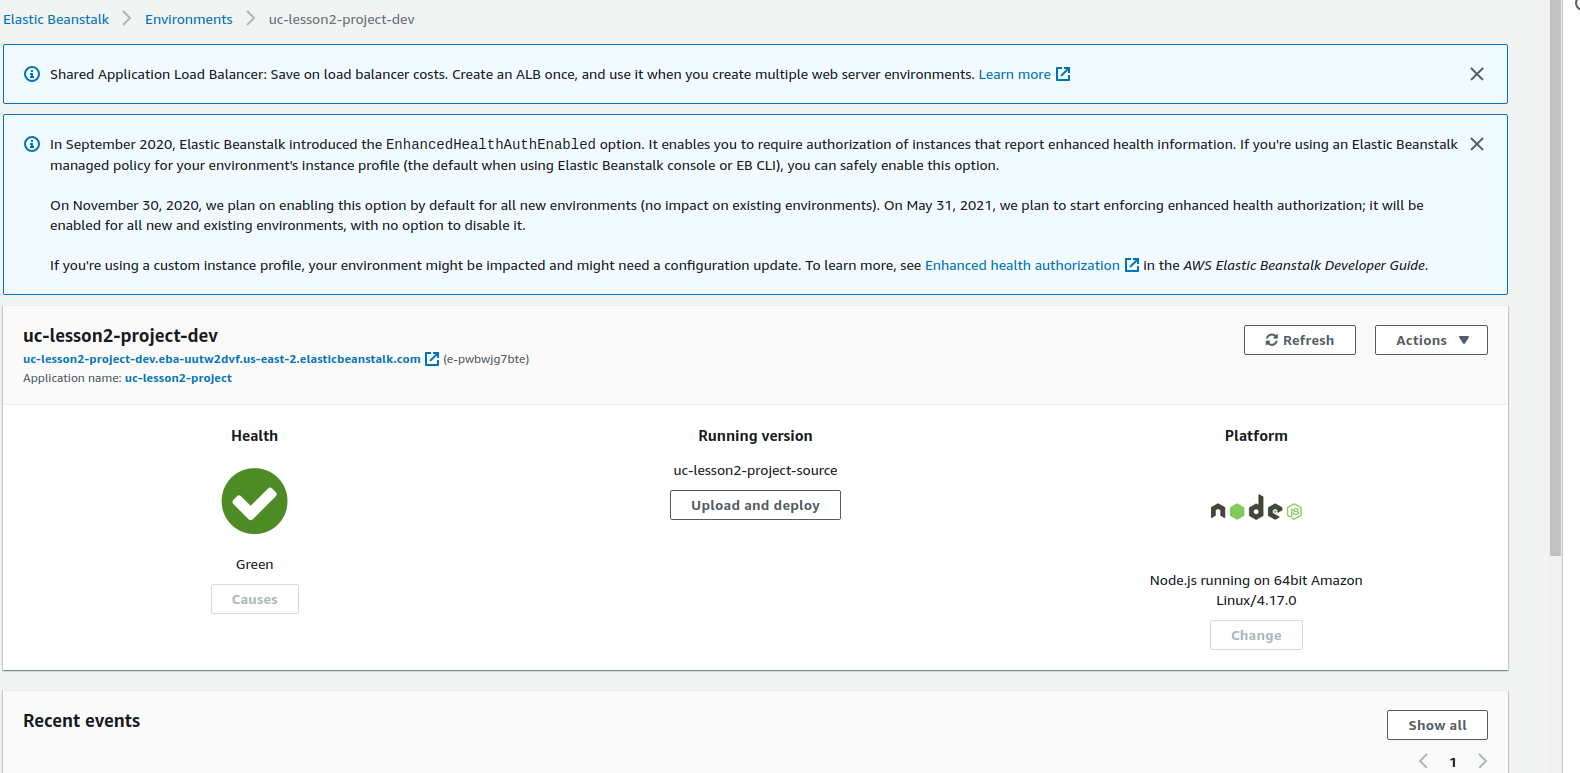 Elastic Beanstalk > Environments > uc-lesson2-project-dev
Shared Application Load Balancer: Save on load balancer costs. Create an ALB once, and use it when you create multiple web server environments. Learn more
In September 2020, Elastic Beanstalk introduced the EnhancedHealthAuthEnabled option. It enables you to require authorization of instances that report enhanced health information. If you're using an Elastic Beanstalk
managed policy for your environment's instance profile (the default when using Elastic Beanstalk console or EB CLI), you can safely enable this option.
On November 30, 2020, we plan on enabling this option by default for all new environments (no impact on existing environments). On May 31, 2021, we plan to start enforcing enhanced health authorization; it will be
enabled for all new and existing environments, with no option to disable it.
If you're using a custom instance profile, your environment might be impacted and might need a configuration update. To learn more, see Enhanced health authorization in the AWS Elastic Beanstalk Developer Guide.
uc-lesson2-project-dev
Refresh
Actions
uc-lesson2-project-dev.eba-uutw2dvf.us-east-2.elasticbeanstalk.com (e-pwbwjg7bte)
Application name: uc-lesson2-project
Health
Running version
Platform
uc-lesson2-project-source
Upload and deploy
node
JS
Green
Causes
Node.js running on 64bit Amazon
Linux/4.17.0
Change
Recent events
Show all
1